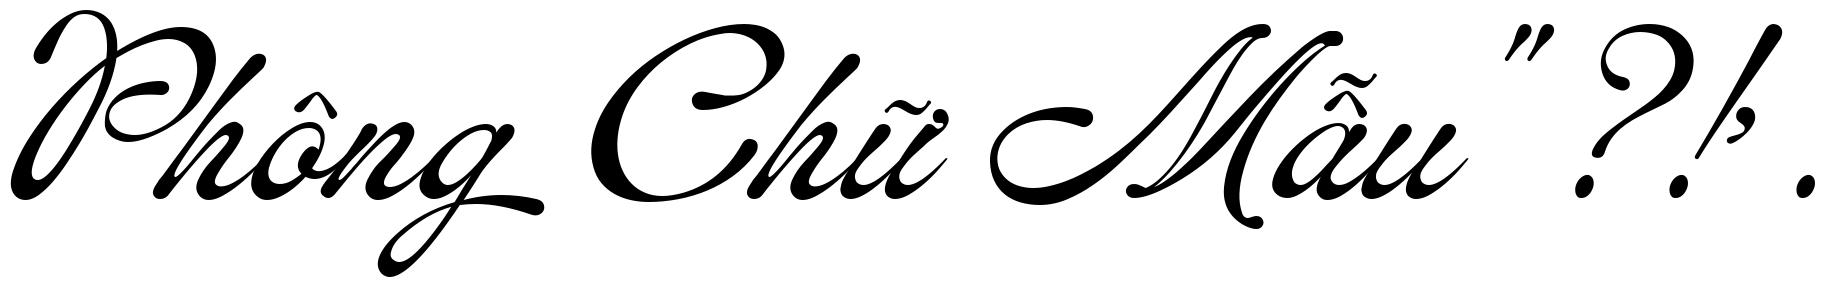 Phông Chữ Mẫu " ? ! ' .